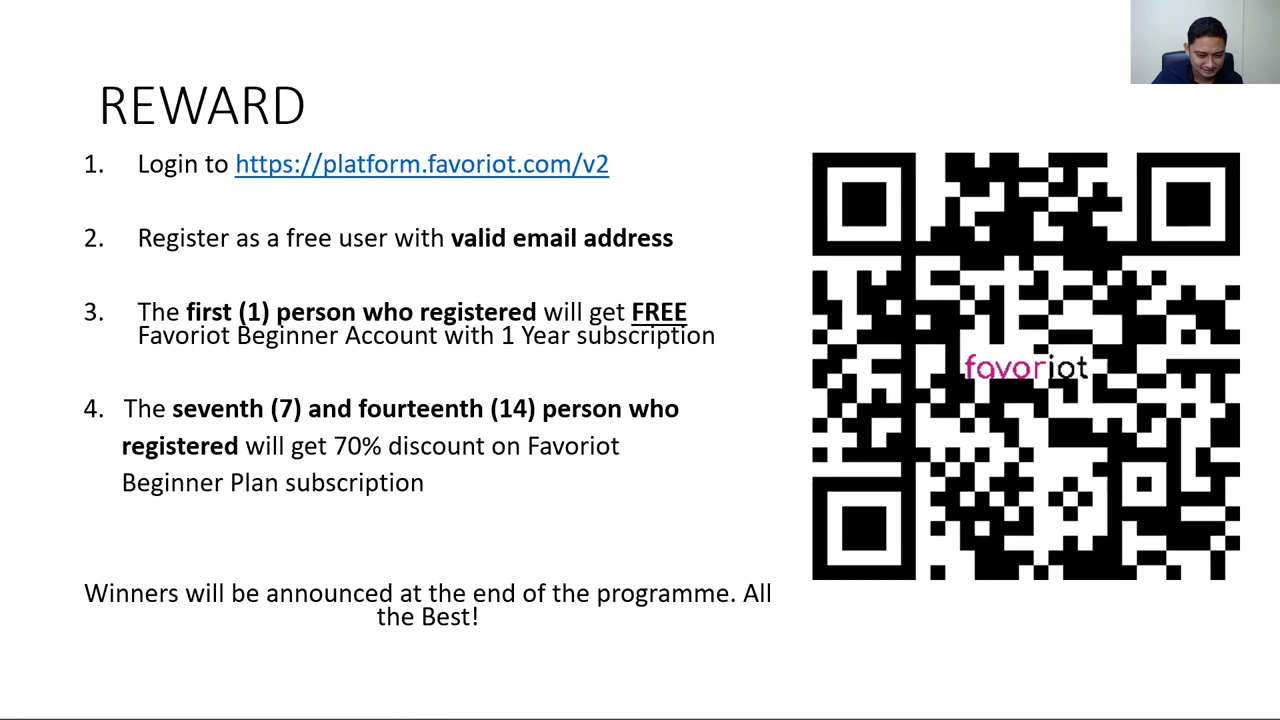 REWARD
1. Login to https://platform.favoriot.com/v2
2. Register as a free user with valid email address
3. The first (1) person who registered will get FREE
Favoriot Beginner Account with 1 Year subscription
4. The seventh (7) and fourteenth (14) person who
registered will get 70% discount on Favoriot
Beginner Plan subscription
Winners will be announced at the end of the programme. All
the Best!
favoriot